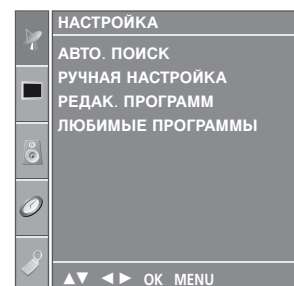 НАСТРОЙКА
АВТО. ПОИСК
РУЧНАЯ НАСТРОЙКА
РЕДАК. ПРОГРАММ
ЛЮБИМЫЕ ПРОГРАММЫ
▲▼ ◄► OK MENU